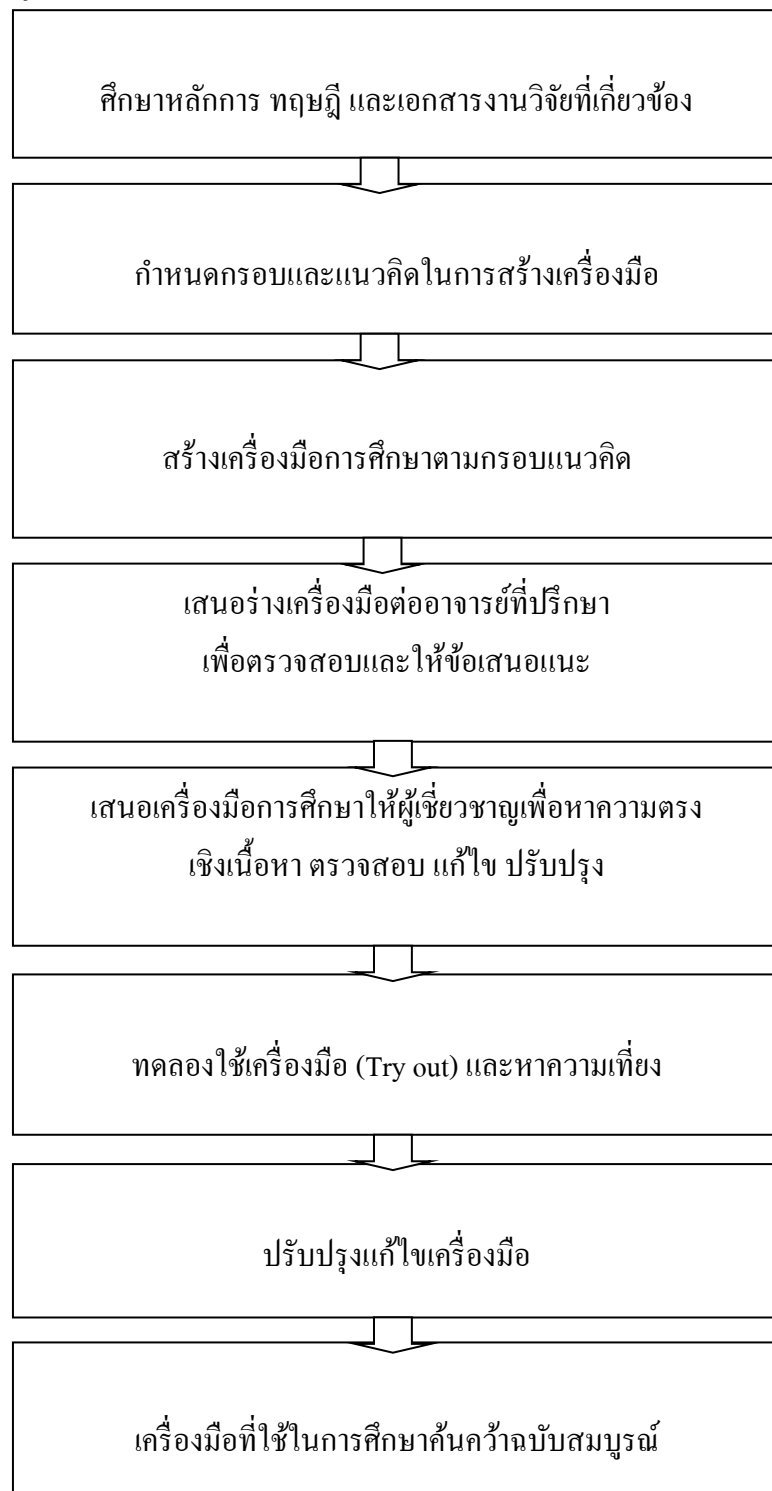 ศึกษาหลักการ ทฤษฎี และเอกสารงานวิจัยที่เกี่ยวข้อง
กำหนดกรอบและแนวคิดในการสร้างเครื่องมือ
สร้างเครื่องมือการศึกษาตามกรอบแนวคิด
เสนอร่างเครื่องมือต่ออาจารย์ที่ปรึกษา
เพื่อตรวจสอบและให้ข้อเสนอแนะ
เสนอเครื่องมือการศึกษาให้ผู้เชี่ยวชาญเพื่อหาความตรง
เชิงเนื้อหา ตรวจสอบ แก้ไข ปรับปรุง
ทดลองใช้เครื่องมือ (Try out) และหาความเที่ยง
ปรับปรุงแก้ไขเครื่องมือ
เครื่องมือที่ใช้ในการศึกษาค้นคว้าฉบับสมบูรณ์